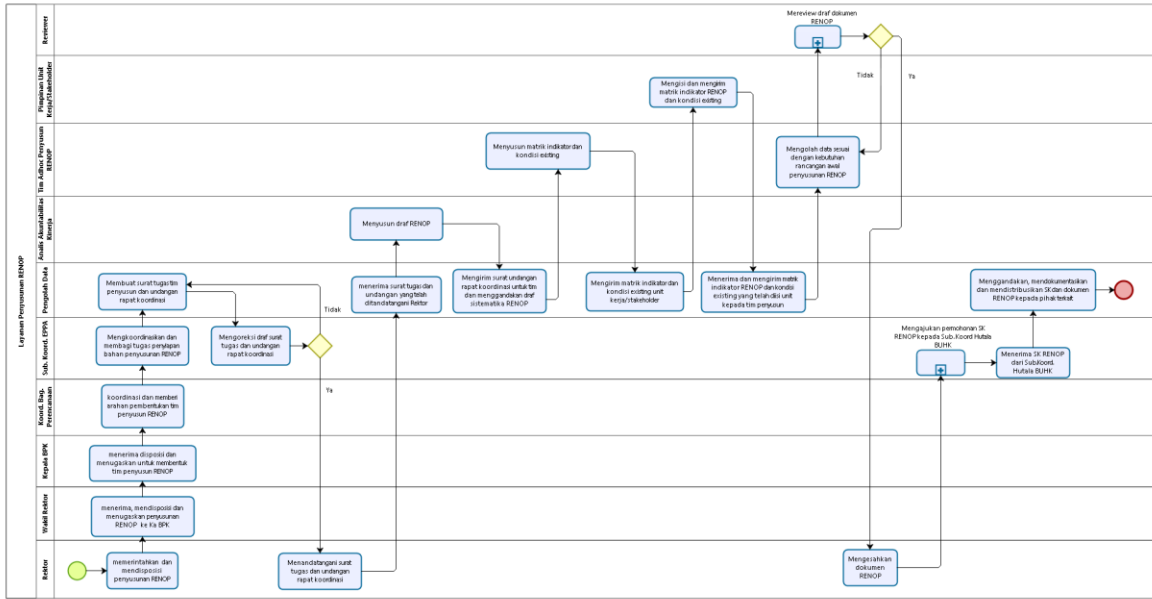 Layanan Penyusunan RENOP
Reviewer
Mereview draf dokumen
RENOP
Tidak
Ya
Pimpinan Unit
Kerja/Stakeholder
Mengisi dan mengirim
matrik indikator RENOP
dan kondisi existing
Tim Adhoc Penyusun
RENOP
Menyusun matrik indikator dan
kondisi existing
Mengolah data sesuai
dengan kebutuhan
rancangan awal
penyusunan RENOP
Analis Akuntabilitas
Kinerja
Menyusun draf RENOP
Pengolah Data
Membuat surat tugas tim
penyusun dan undangan
rapat koordinasi
menerima surat tugas dan
undangan yang telah
ditandatangani Rektor
Mengirim surat undangan
rapat koordinasi untuk tim
dan menggandakan draf
sistematika RENOP
Mengirim matrik indikator dan
kondisi existing unit
kerja/stakeholder
Menerima dan mengirim matrik
indikator RENOP dan kondisi
existing yang telah diisi unit
kepada tim penyusun
Menggandakan, mendokumentasikan
dan mendistribusikan SK dan dokumen
RENOP kepada pihak terkait
Sub. Koord. EPPA
Mengkoordinasikan dan
membagi tugas penyiapan
bahan penyusunan RENOP
Mengoreksi draf surat
tugas dan undangan
rapat koordinasi
Tidak
Ya
Mengajukan permohonan SK
RENOP kepada Sub.Koord Hutala
BUHK
Menerima SK RENOP
dari Sub.Koord.
Hutala BUHK
Koord. Bag.
Perencanaan
koordinasi dan memberi
arahan pembentukan tim
penyusun RENOP
Kepala BPK
menerima disposisi dan
menugaskan untuk membentuk
tim penyusun RENOP
Wakil Rektor
menerima, mendisposisi dan
menugaskan penyusunan
RENOP ke Ka BPK
Rektor
memerintahkan dan
mendisposisi
penyusunan RENOP
Menandatangani surat
tugas dan undangan
rapat koordinasi
Mengesahkan
dokumen
RENOP